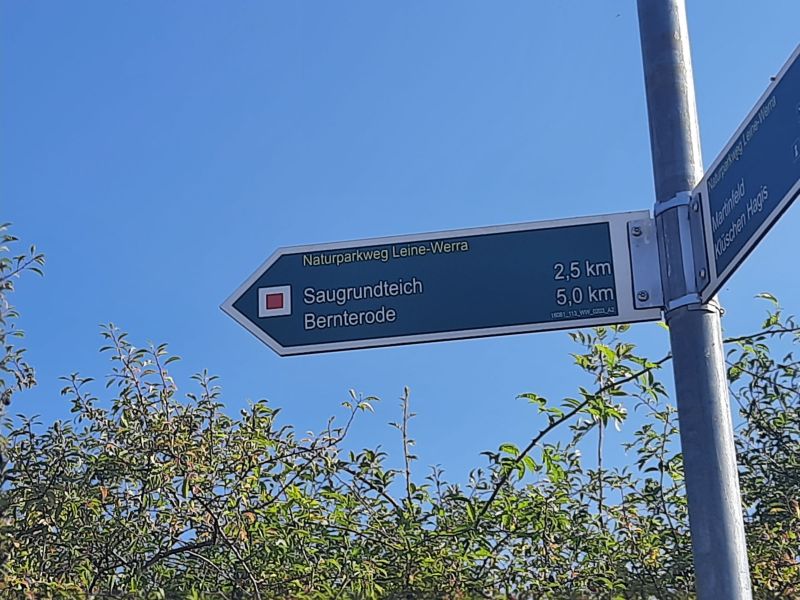 Naturparkweg Leine-Werra
Saugrundteich 2,5 km
Bernterode 5,0 km
Naturparkweg Leine-Werra
Martinfeld
Klüschen Hagis